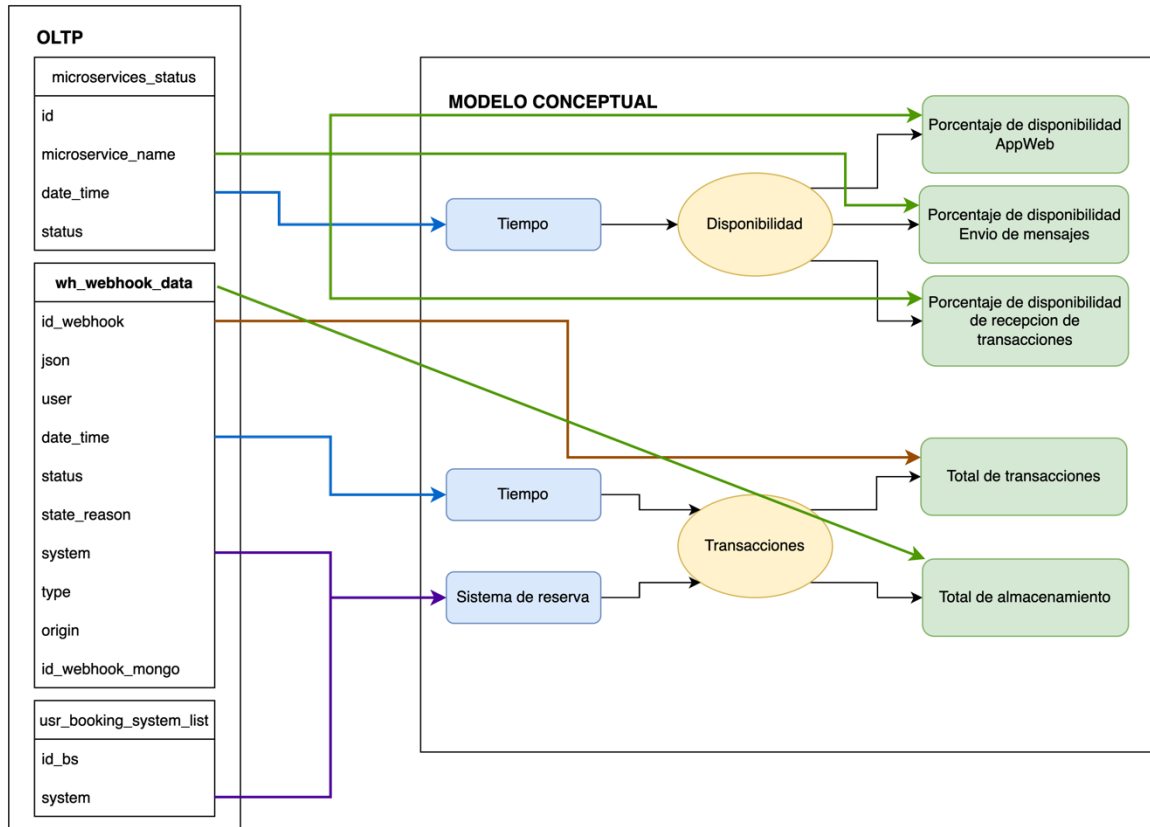 OLTP
microservices_status
id
microservice_name
date_time
status
wh_webhook_data
id_webhook
json
user
date_time
status
state_reason
system
type
origin
id_webhook_mongo
usr_booking_system_list
id_bs
system
MODELO CONCEPTUAL
Tiempo
Disponibilidad
Porcentaje de disponibilidad
AppWeb
Porcentaje de disponibilidad
Envio de mensajes
Porcentaje de disponibilidad
de recepcion de
transacciones
Tiempo
Sistema de reserva
Transacciones
Total de transacciones
Total de almacenamiento